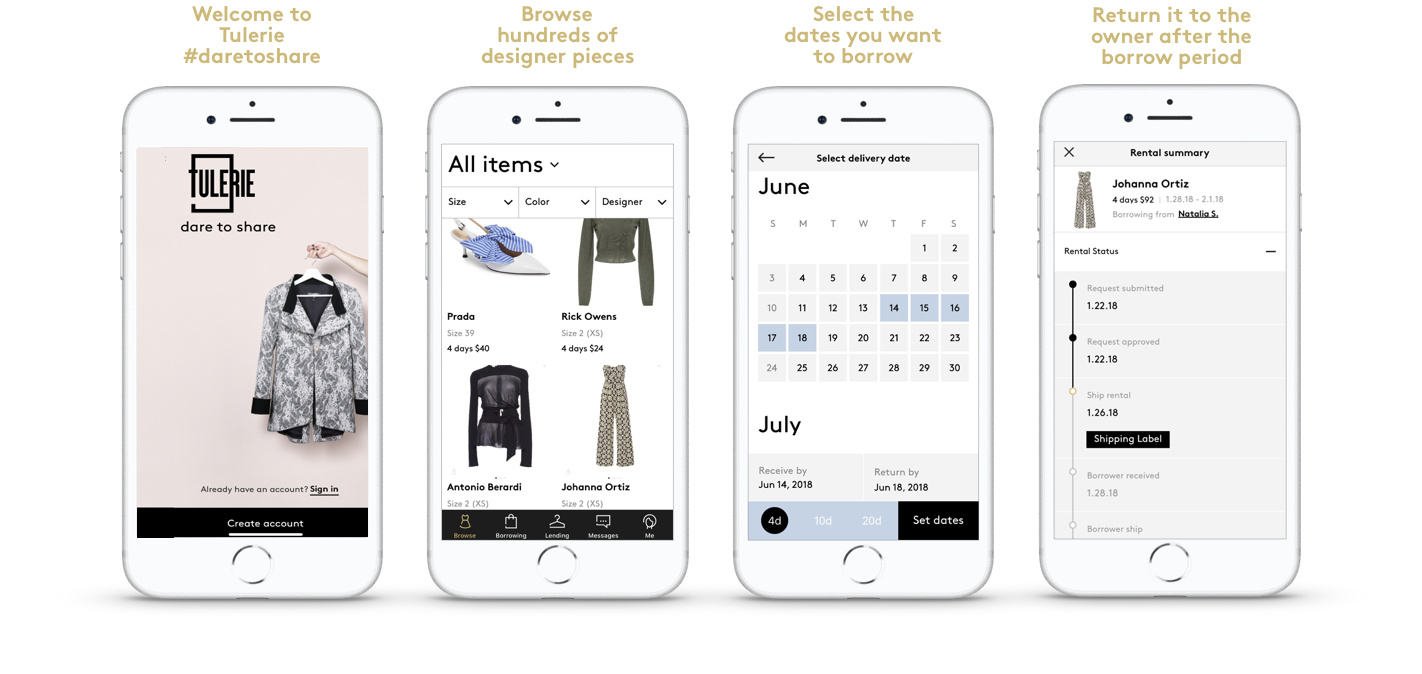 Welcome to
Tulerie
#daretoshare
TULERIE
dare to share
Already have an account? Sign in
Create account
Browse
hundreds of
designer pieces
All items
Size Color Designer
Prada Rick Owens
Size 39 Size 2 (XS)
4 days $40 4 days $24
Antonio Berardi Johanna Ortiz
Size 2 (XS) Size 2 (XS)
Browse Borrowing Lending Messages Me
Select the
dates you want
to borrow
Select delivery date
June
S M T W T F S
1 2
3 4 5 6 7 8 9
10 11 12 13 14 15 16
17 18 19 20 21 22 23
24 25 26 27 28 29 30
July
Receive by Return by
Jun 14, 2018 Jun 18, 2018
4d 10d 20d Set dates
Return it to the
owner after the
borrow period
Rental summary
Johanna Ortiz
4 days $92 | 1.28.18 - 2.1.18
Borrowing from Natalia S.
Rental Status
Request submitted
1.22.18
Request approved
1.22.18
Ship rental
1.26.18
Shipping Label
Borrower received
1.28.18
Borrower ship